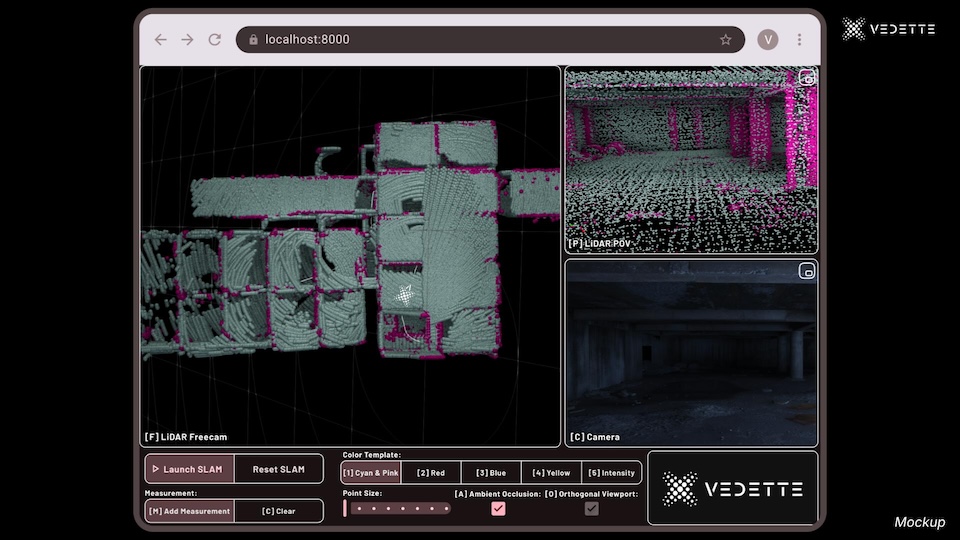 localhost:8000
V
VEDETTE
[F] LiDAR Freecam
[P] LiDAR POV
[C] Camera
Launch SLAM
Reset SLAM
Measurement:
[M] Add Measurement
[C] Clear
Color Template:
[1] Cyan & Pink
[2] Red
[3] Blue
[4] Yellow
[5] Intensity
Point Size:
[A] Ambient Occlusion:
[O] Orthogonal Viewport:
VEDETTE
Mockup